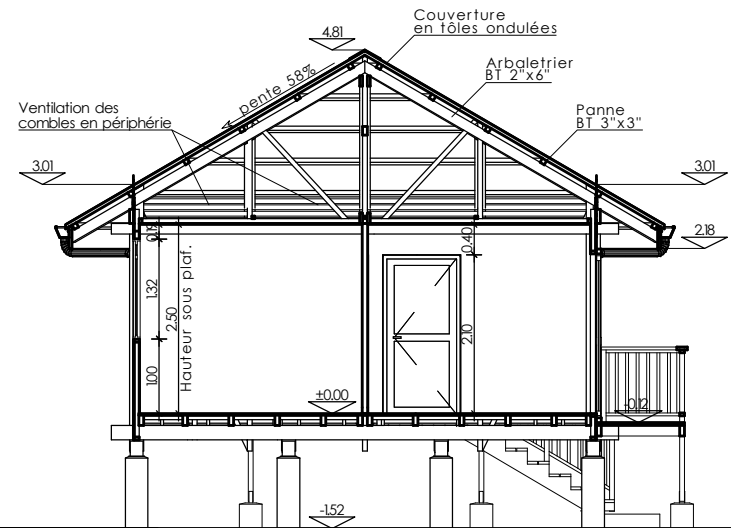 Couverture
en tôles ondulées
4.81
Arbaletrier
BT 2"x6"
pente 58%
Ventilation des
combles en périphérie
Panne
BT 3"x3"
3.01
3.01
2.18
0.19
0.40
1.32
2.50
Hauteur sous plaf.
2.10
1.00
±0.00
-0.12
-1.52